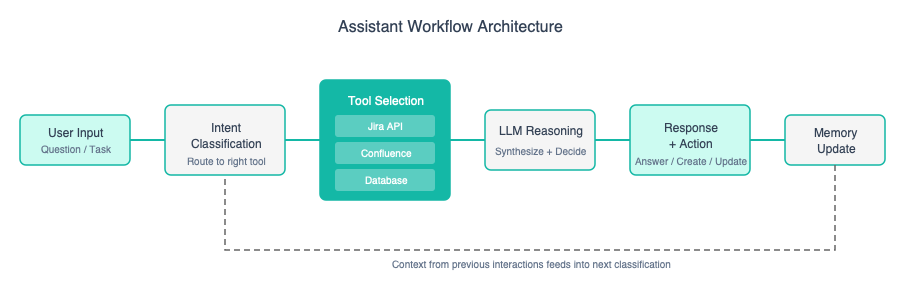 Assistant Workflow Architecture
User Input
Question / Task
Intent
Classification
Route to right tool
Tool Selection
Jira API
Confluence
Database
LLM Reasoning
Synthesize + Decide
Response
+ Action
Answer / Create / Update
Memory
Update
Context from previous interactions feeds into next classification